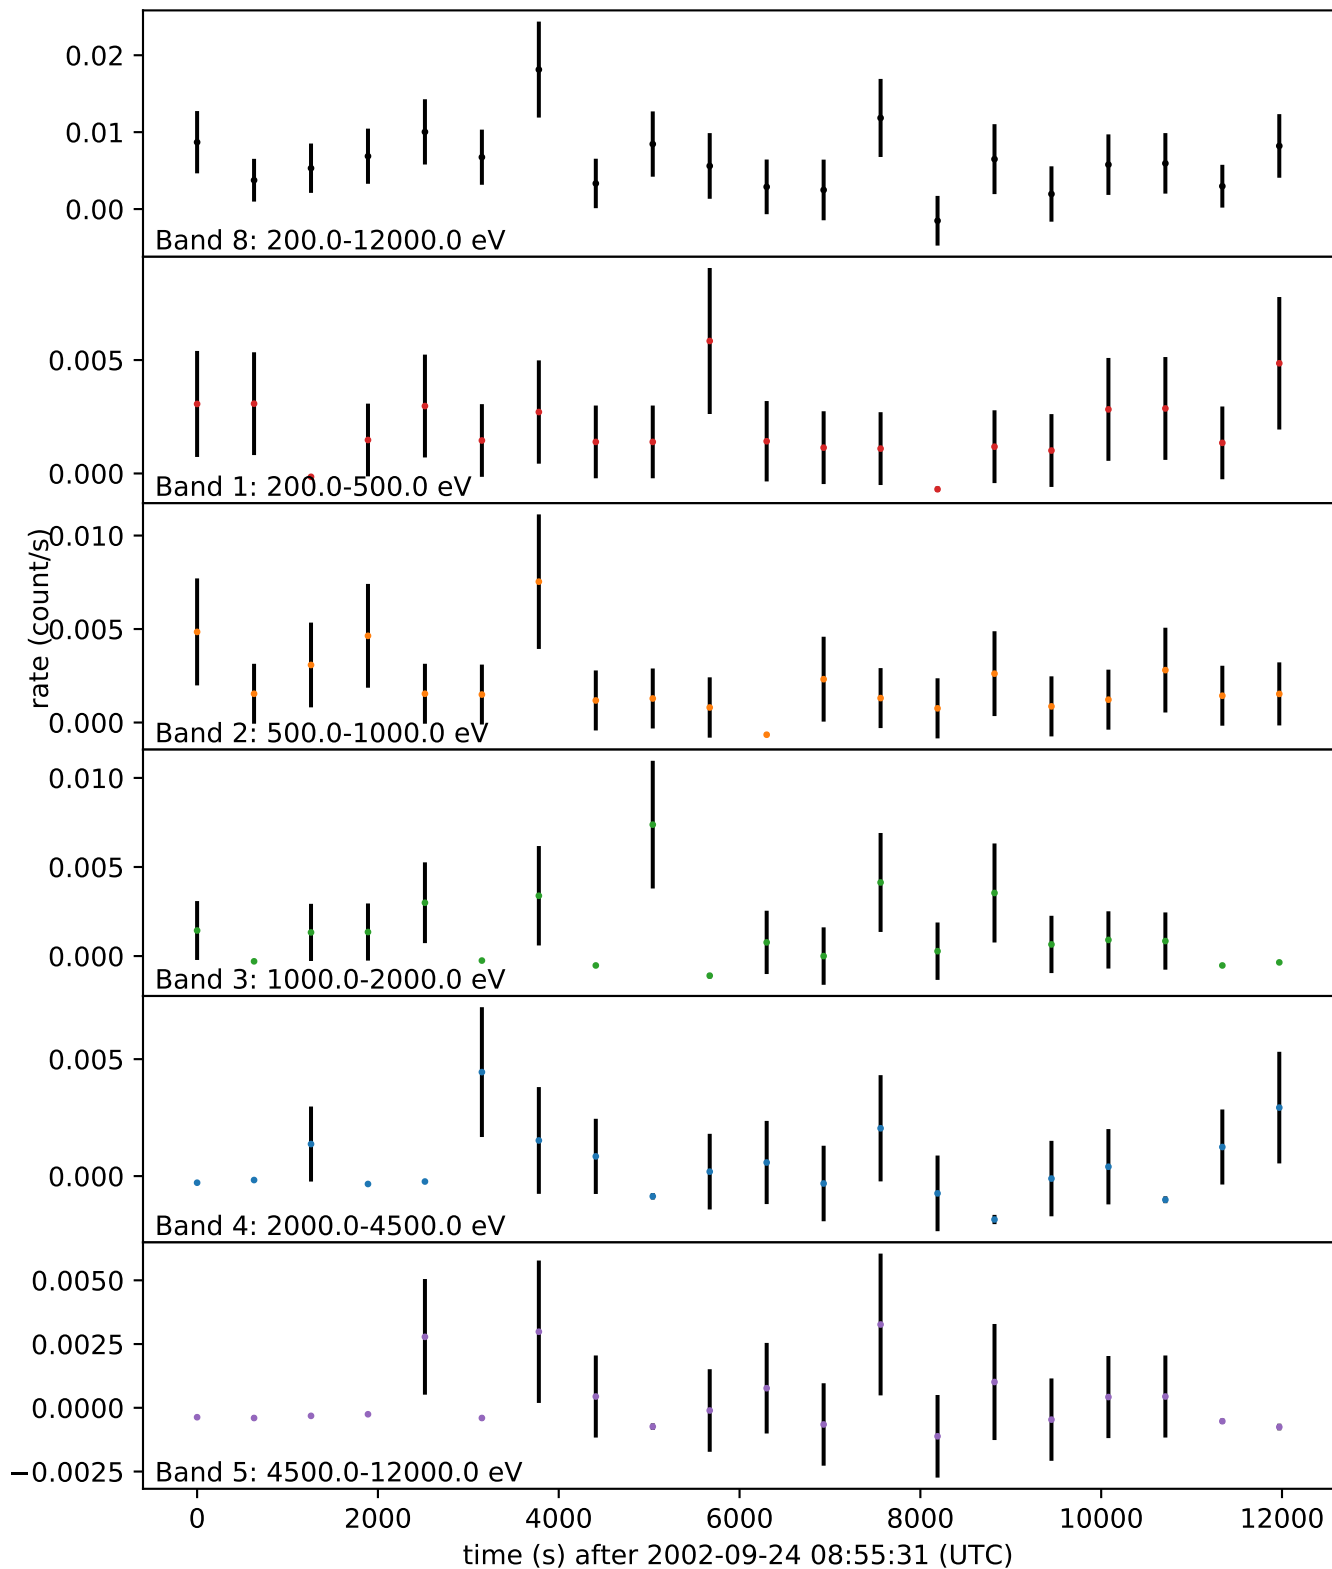 0.02
0.01
0.00
Band 8: 200.0-12000.0 eV
0.005
0.000
Band 1: 200.0-500.0 eV
rate (count/s)
0.010
0.005
0.000
Band 2: 500.0-1000.0 eV
0.010
0.005
0.000
Band 3: 1000.0-2000.0 eV
0.005
0.000
Band 4: 2000.0-4500.0 eV
0.0050
0.0025
0.0000
−0.0025
Band 5: 4500.0-12000.0 eV
0 2000 4000 6000 8000 10000 12000
time (s) after 2002-09-24 08:55:31 (UTC)